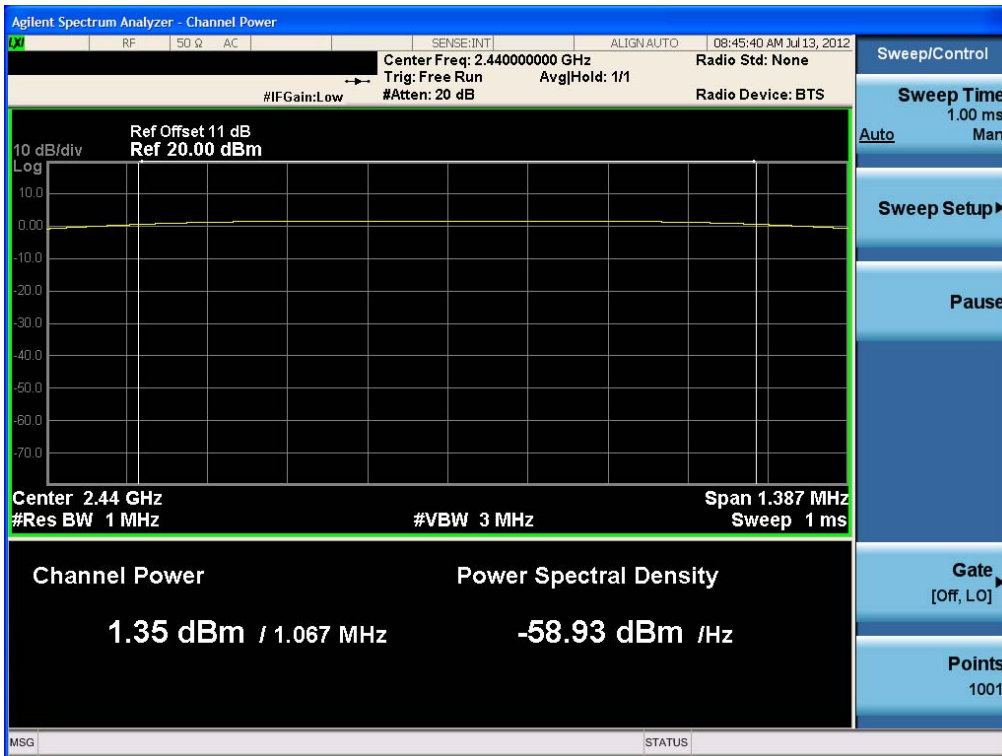 Agilent Spectrum Analyzer - Channel Power
LXI RF 50 Ω AC SENSE:INT ALIGN AUTO 08:45:40 AM Jul 13, 2012
Center Freq: 2.440000000 GHz Radio Std: None
Trig: Free Run Avg|Hold: 1/1
#IFGain:Low #Atten: 20 dB Radio Device: BTS
Ref Offset 11 dB
10 dB/div Ref 20.00 dBm
Log
10.0
0.00
-10.0
-20.0
-30.0
-40.0
-50.0
-60.0
-70.0
Center 2.44 GHz Span 1.387 MHz
#Res BW 1 MHz #VBW 3 MHz Sweep 1 ms
Channel Power Power Spectral Density
1.35 dBm / 1.067 MHz -58.93 dBm /Hz
MSG STATUS
Sweep/Control
Sweep Time
1.00 ms
Auto Man
Sweep Setup
Pause
Gate
[Off, LO]
Points
1001